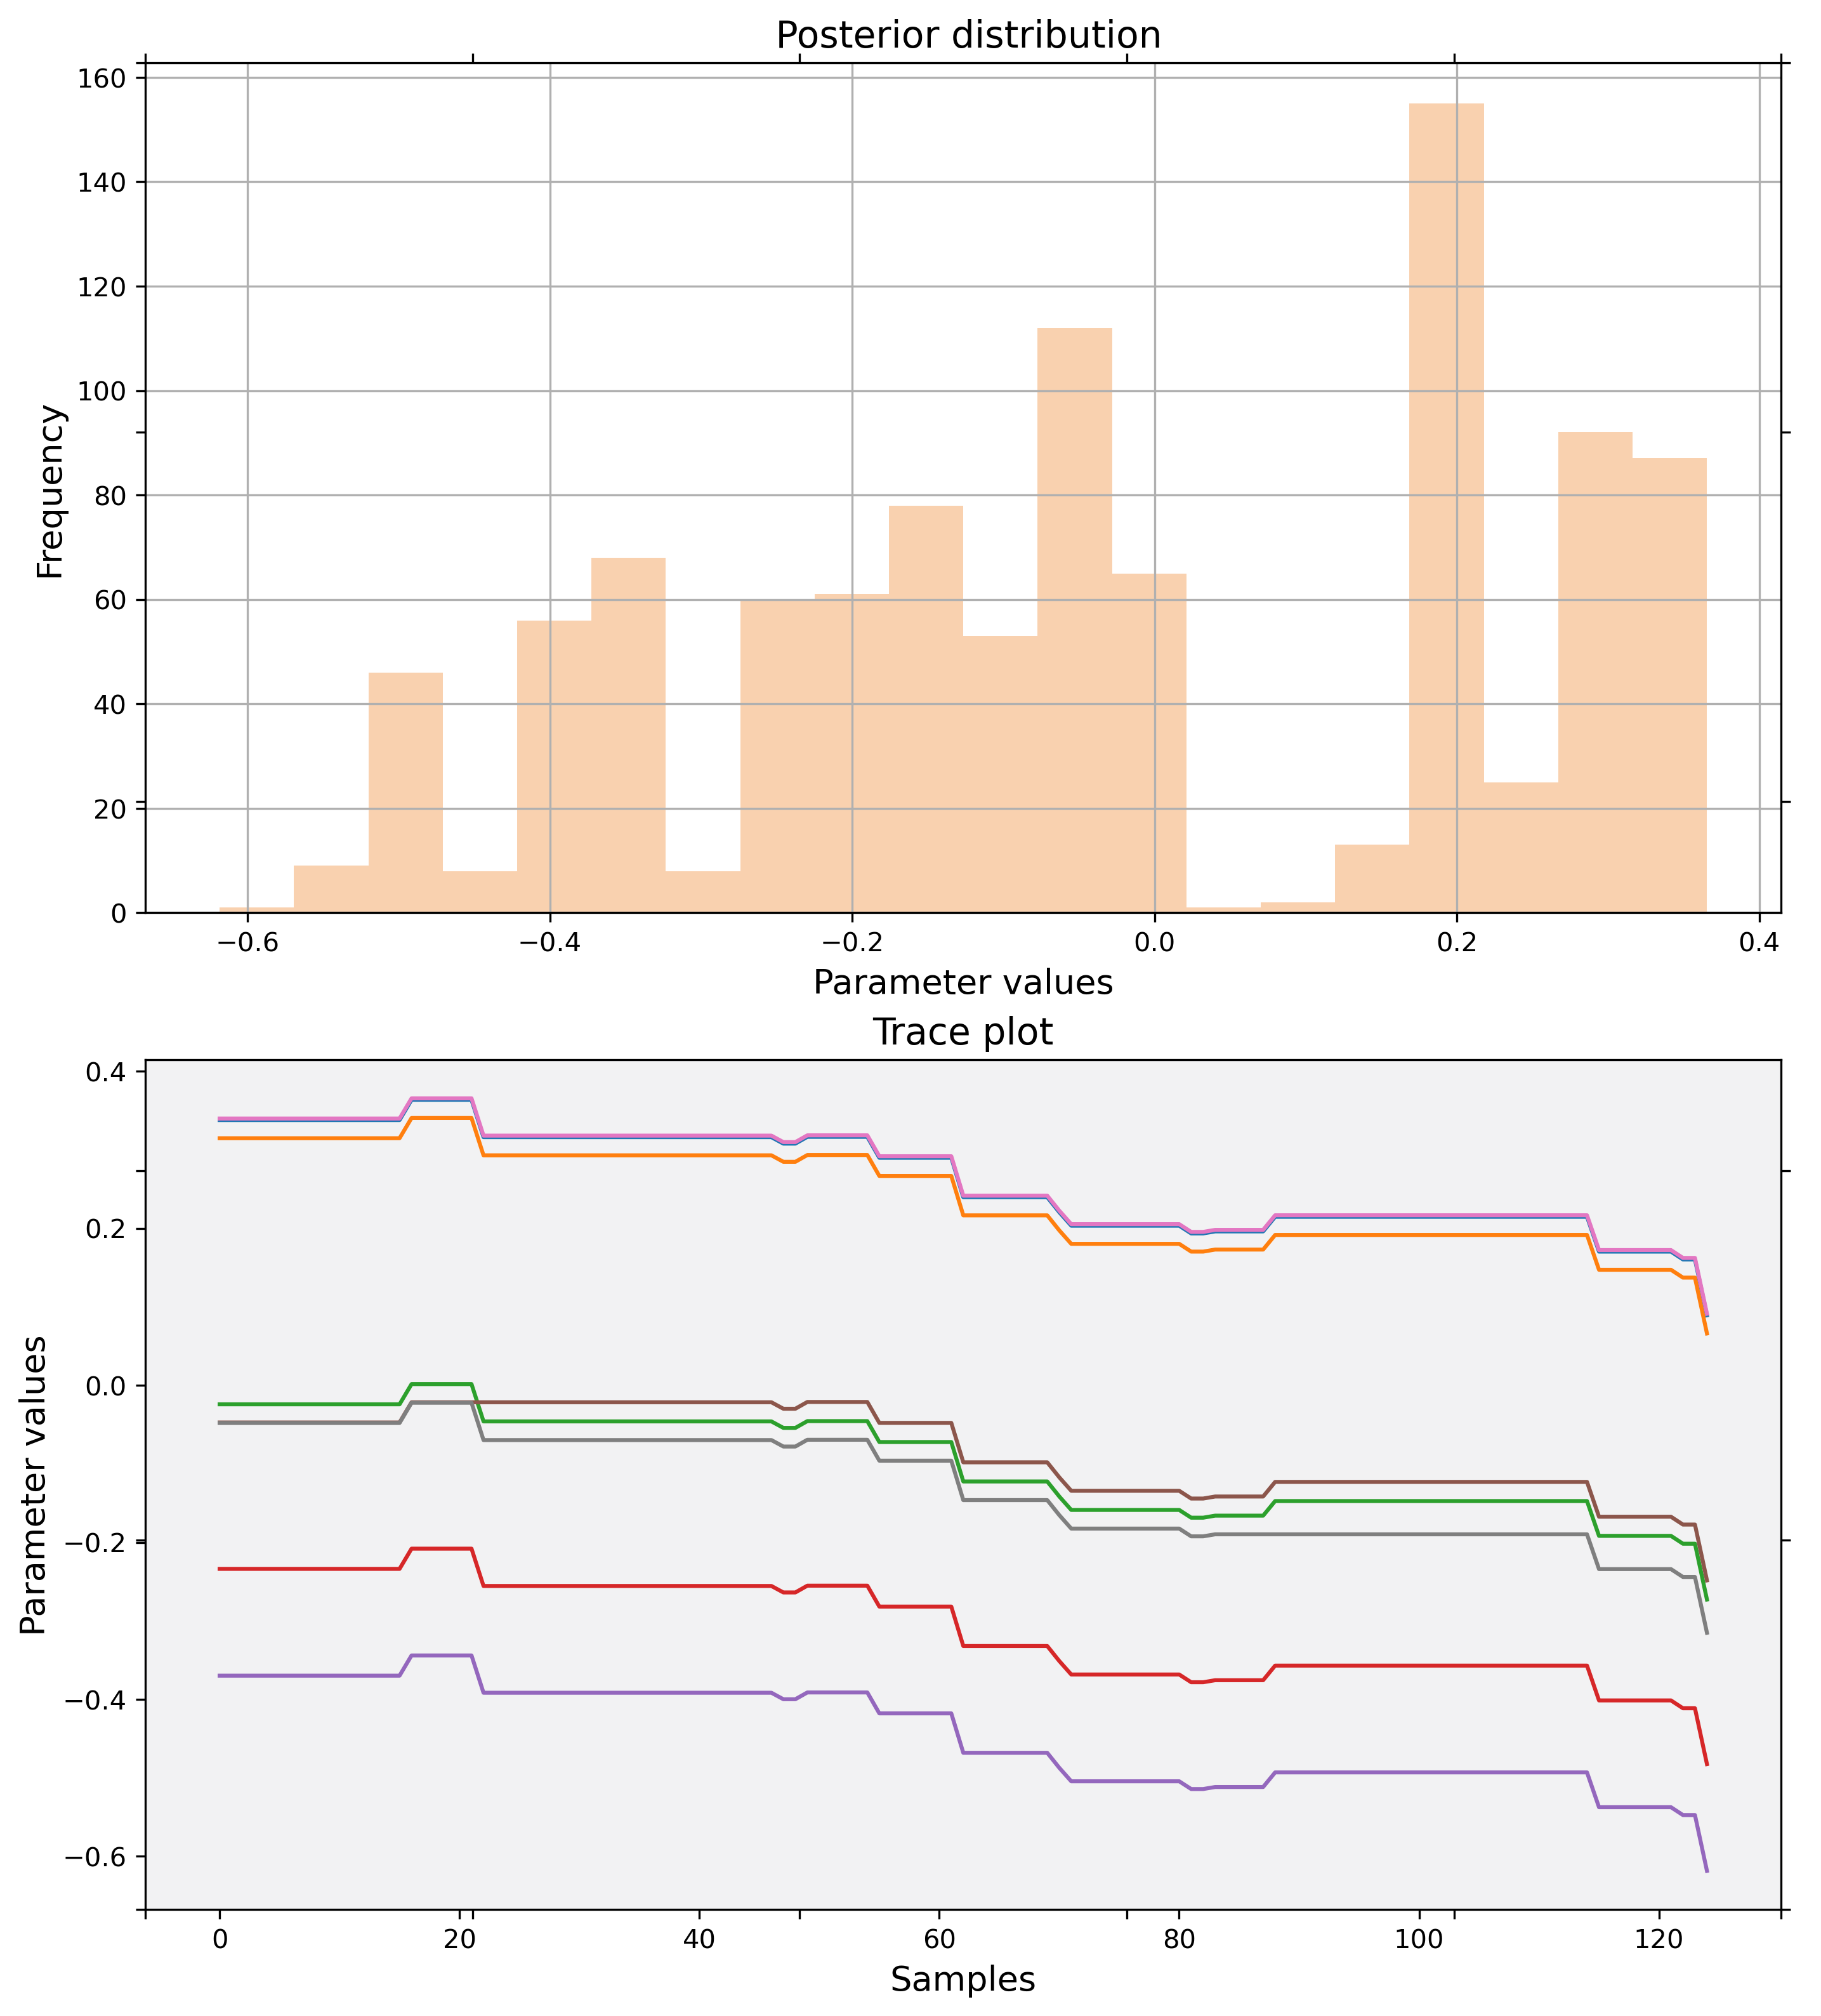 Posterior distribution
160
140
120
100
80
60
40
20
0
Frequency
−0.6 −0.4 −0.2 0.0 0.2 0.4
Parameter values
Trace plot
0.4
0.2
0.0
−0.2
−0.4
−0.6
Parameter values
0 20 40 60 80 100 120
Samples